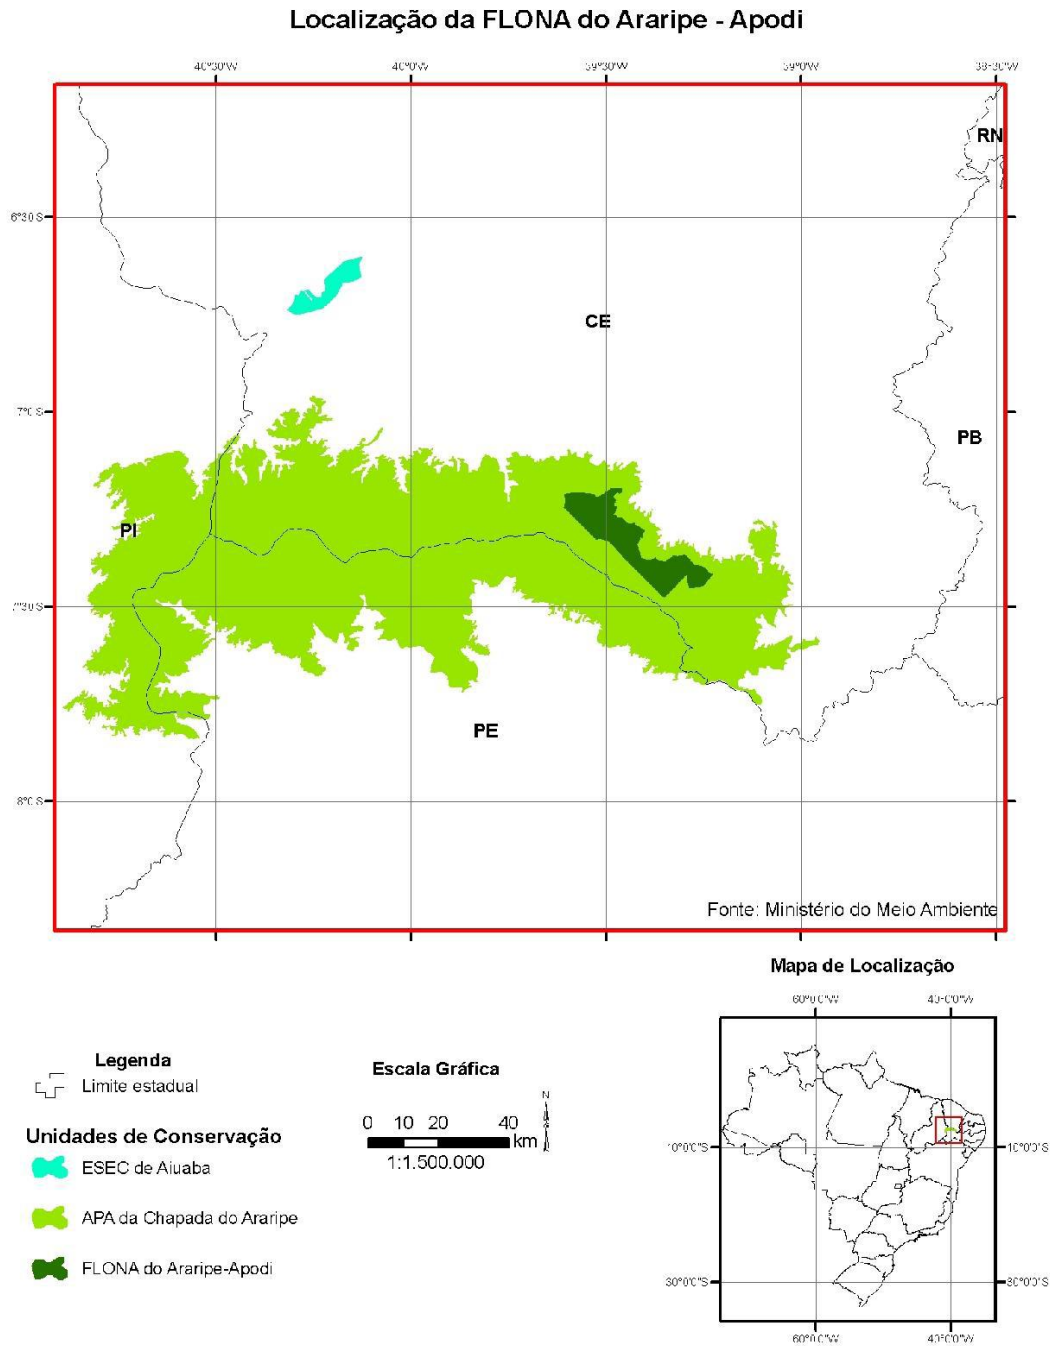 Localização da FLONA do Araripe - Apodi
40°30'W 40°0'W 39°30'W 39°0'W 38°30'W
RN
6°30'S
CE
7°0'S
PB
PI
7°30'S
PE
8°0'S
Fonte: Ministério do Meio Ambiente
Mapa de Localização
60°0'0"W 40°0'0"W
Legenda
Limite estadual
Escala Gráfica
N
0 10 20 40
km
1:1.500.000
Unidades de Conservação
ESEC de Aiuaba
APA da Chapada do Araripe
FLONA do Araripe-Apodi
10°0'0"S 10°0'0"S
30°0'0"S 30°0'0"S
60°0'0"W 40°0'0"W